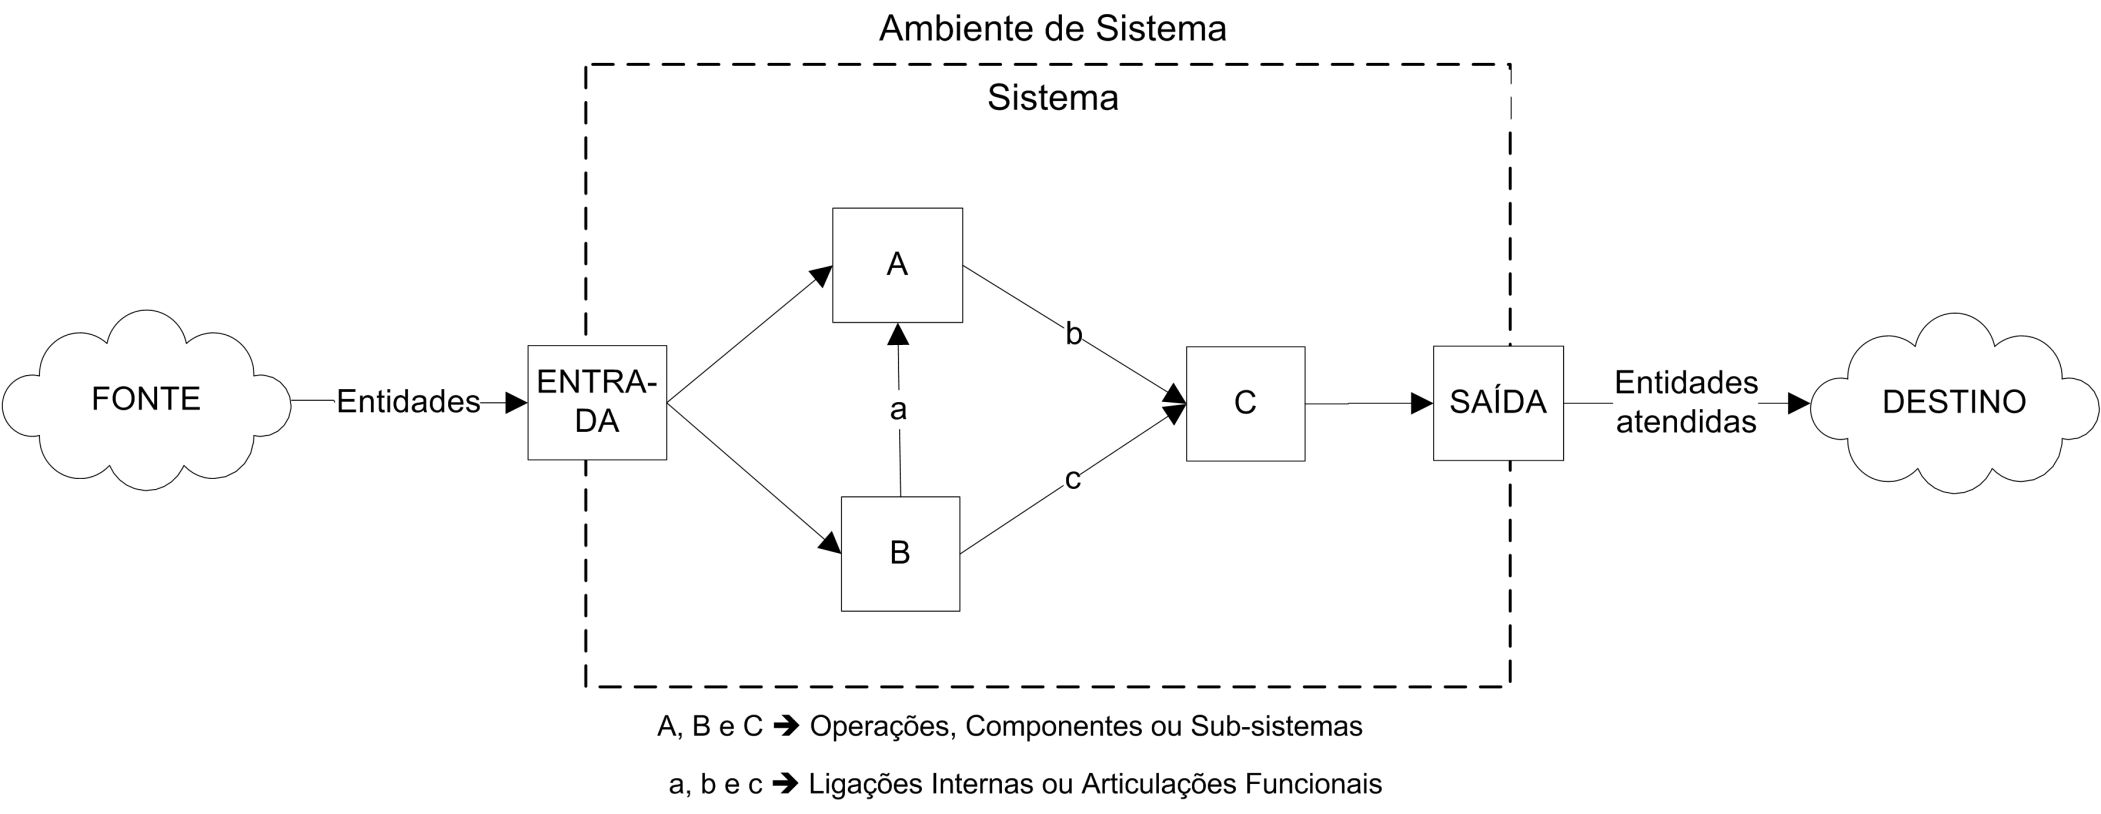 Ambiente de Sistema
Sistema
FONTE
Entidades
ENTRA-
DA
A
a
B
b
c
C
SAÍDA
Entidades
atendidas
DESTINO
A, B e C ➔ Operações, Componentes ou Sub-sistemas
a, b e c ➔ Ligações Internas ou Articulações Funcionais